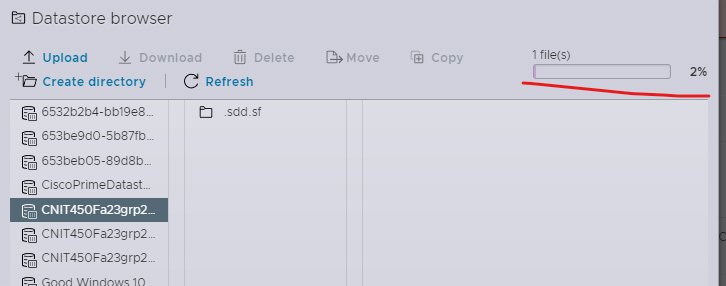 Datastore browser
Upload
Download
Delete
Move
Copy
1 file(s)
2%
Create directory
Refresh
6532b2b4-bb19e8...
653be9d0-5b87fb...
653beb05-89d8b...
CiscoPrimeDatast...
CNIT450Fa23grp2...
CNIT450Fa23grp2...
CNIT450Fa23grp2...
Good Windows 10
.sdd.sf